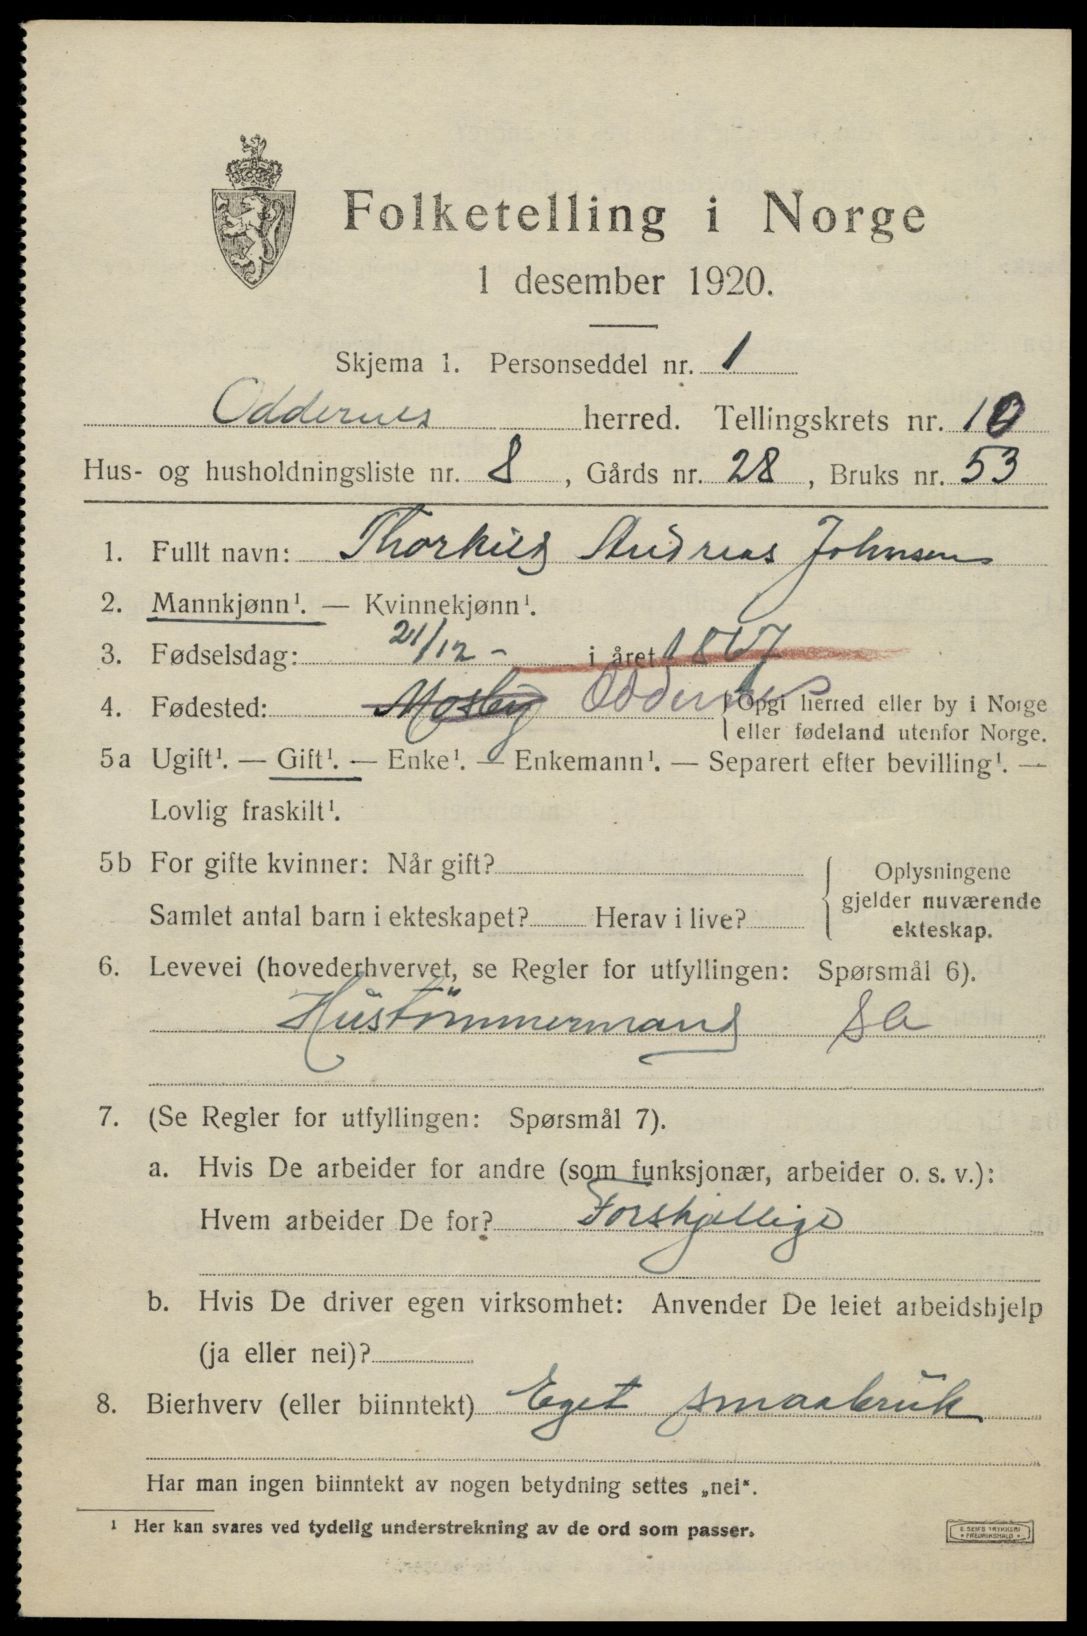 Folketelling i Norge
1 desember 1920.
Skjema 1. Personseddel nr. 1
Oddernes herred. Tellingskrets nr. 10
Hus- og husholdningsliste nr. 8, Gårds nr. 28, Bruks nr. 53
1. Fullt navn: Thorkild Andreas Johnsen
2. Mannkjønn¹. — Kvinnekjønn¹.
3. Fødselsdag: 21/12 - i året 1867
4. Fødested: Mosby Oddernes Opgi herred eller by i Norge
eller fødeland utenfor Norge.
5a Ugift¹. — Gift¹. — Enke¹. — Enkemann¹. — Separert efter bevilling¹. —
Lovlig fraskilt¹.
5b For gifte kvinner: Når gift?
Samlet antal barn i ekteskapet? Herav i live?
Oplysningene
gjelder nuværende
ekteskap.
6. Levevei (hovederhvervet, se Regler for utfyllingen: Spørsmål 6).
Hustömmermand
7. (Se Regler for utfyllingen: Spørsmål 7).
a. Hvis De arbeider for andre (som funksjonær, arbeider o. s. v.):
Hvem arbeider De for? Forskjellige
b. Hvis De driver egen virksomhet: Anvender De leiet arbeidshjelp
(ja eller nei)?
8. Bierhverv (eller biinntekt) Eget smaabruk
Har man ingen biinntekt av nogen betydning settes „nei“.
¹ Her kan svares ved tydelig understrekning av de ord som passer.
E. SEM'S TRYKKERI
• FREDRIKSHALD •